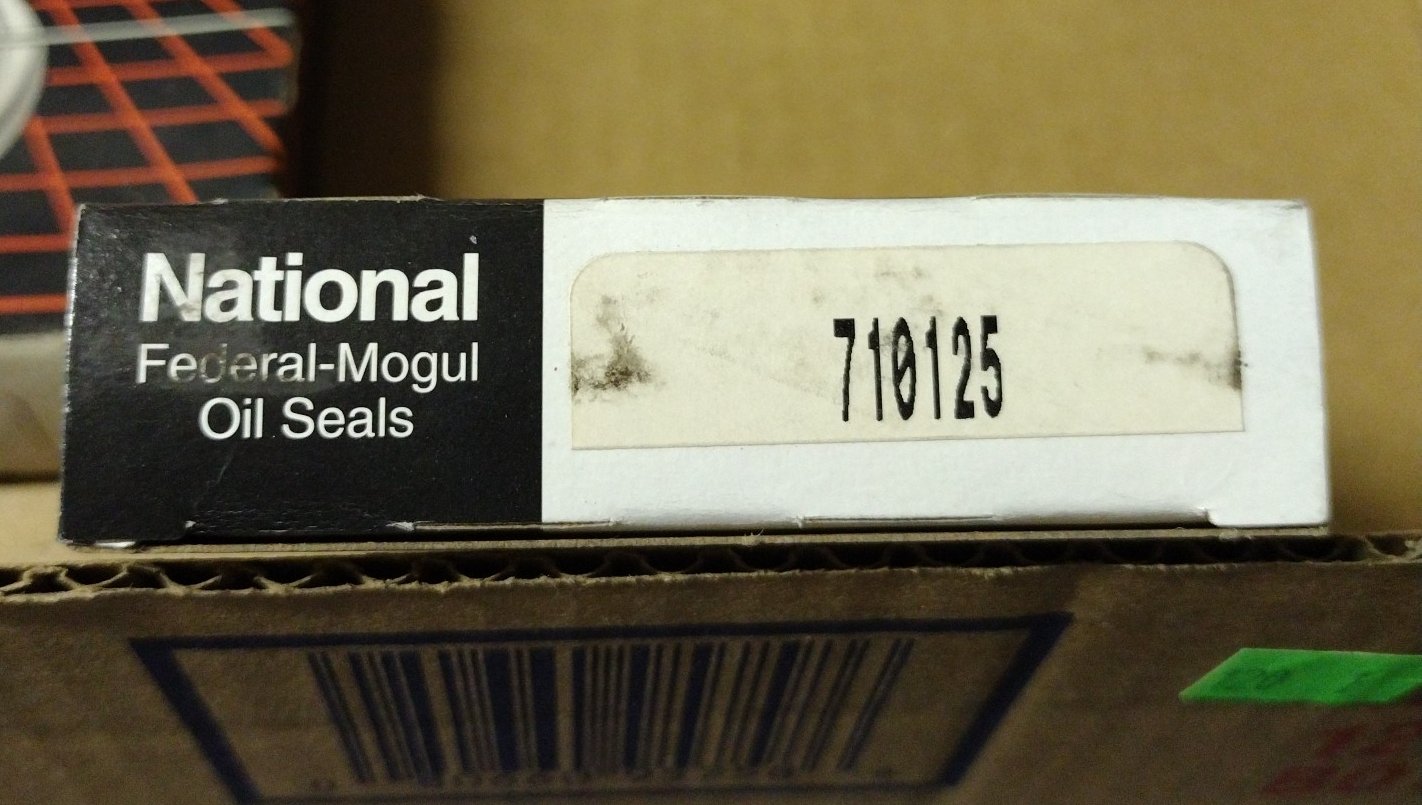 National
Federal-Mogul
Oil Seals
710125